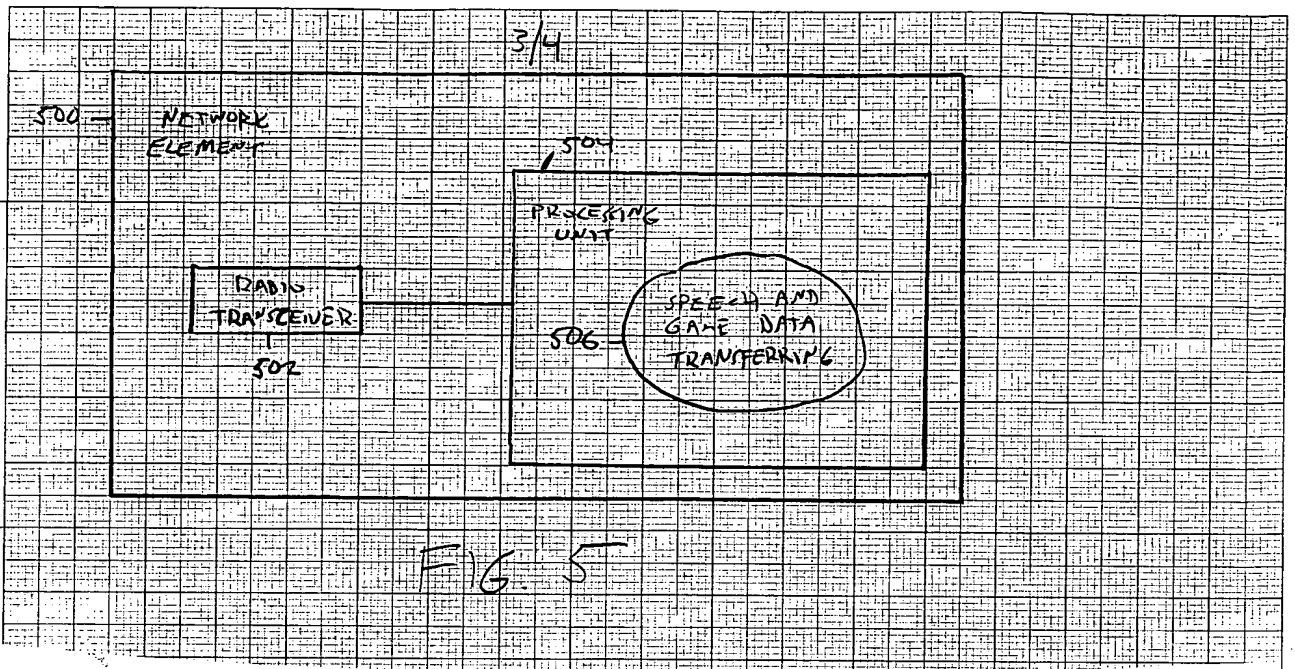 3/4
500
NETWORK
ELEMENT
504
PROCESSING
UNIT
RADIO
TRANSCEIVER
502
506
SPEECH AND
GAME DATA
TRANSFERRING
FIG. 5